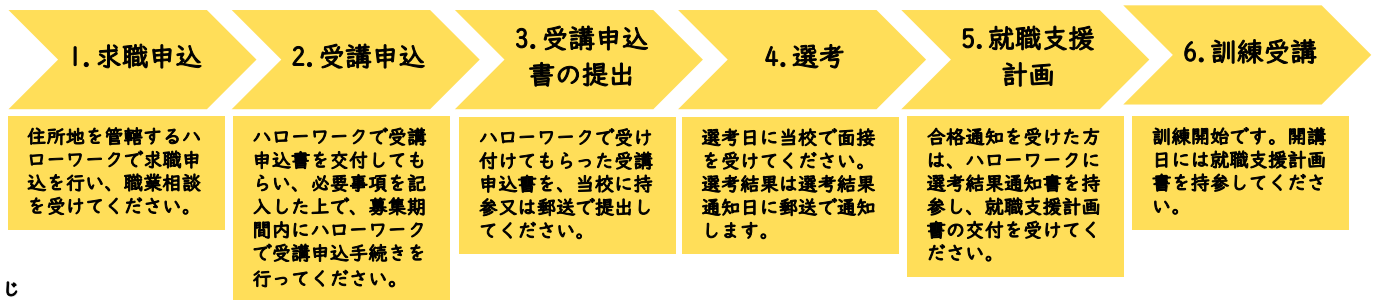 1.求職申込
住所地を管轄するハ
ローワークで求職申
込を行い、職業相談
を受けてください。
2.受講申込
ハローワークで受講
申込書を交付しても
らい、必要事項を記
入した上で、募集期
間内にハローワーク
で受講申込手続きを
行ってください。
3.受講申込
書の提出
ハローワークで受け
付けてもらった受講
申込書を、当校に持
参又は郵送で提出し
てください。
4.選考
選考日に当校で面接
を受けてください。
選考結果は選考結果
通知日に郵送で通知
します。
5.就職支援
計画
合格通知を受けた方
は、ハローワークに
選考結果通知書を持
参し、就職支援計画
書の交付を受けてく
ださい。
6.訓練受講
訓練開始です。開講
日には就職支援計画
書を持参してくださ
い。
じ